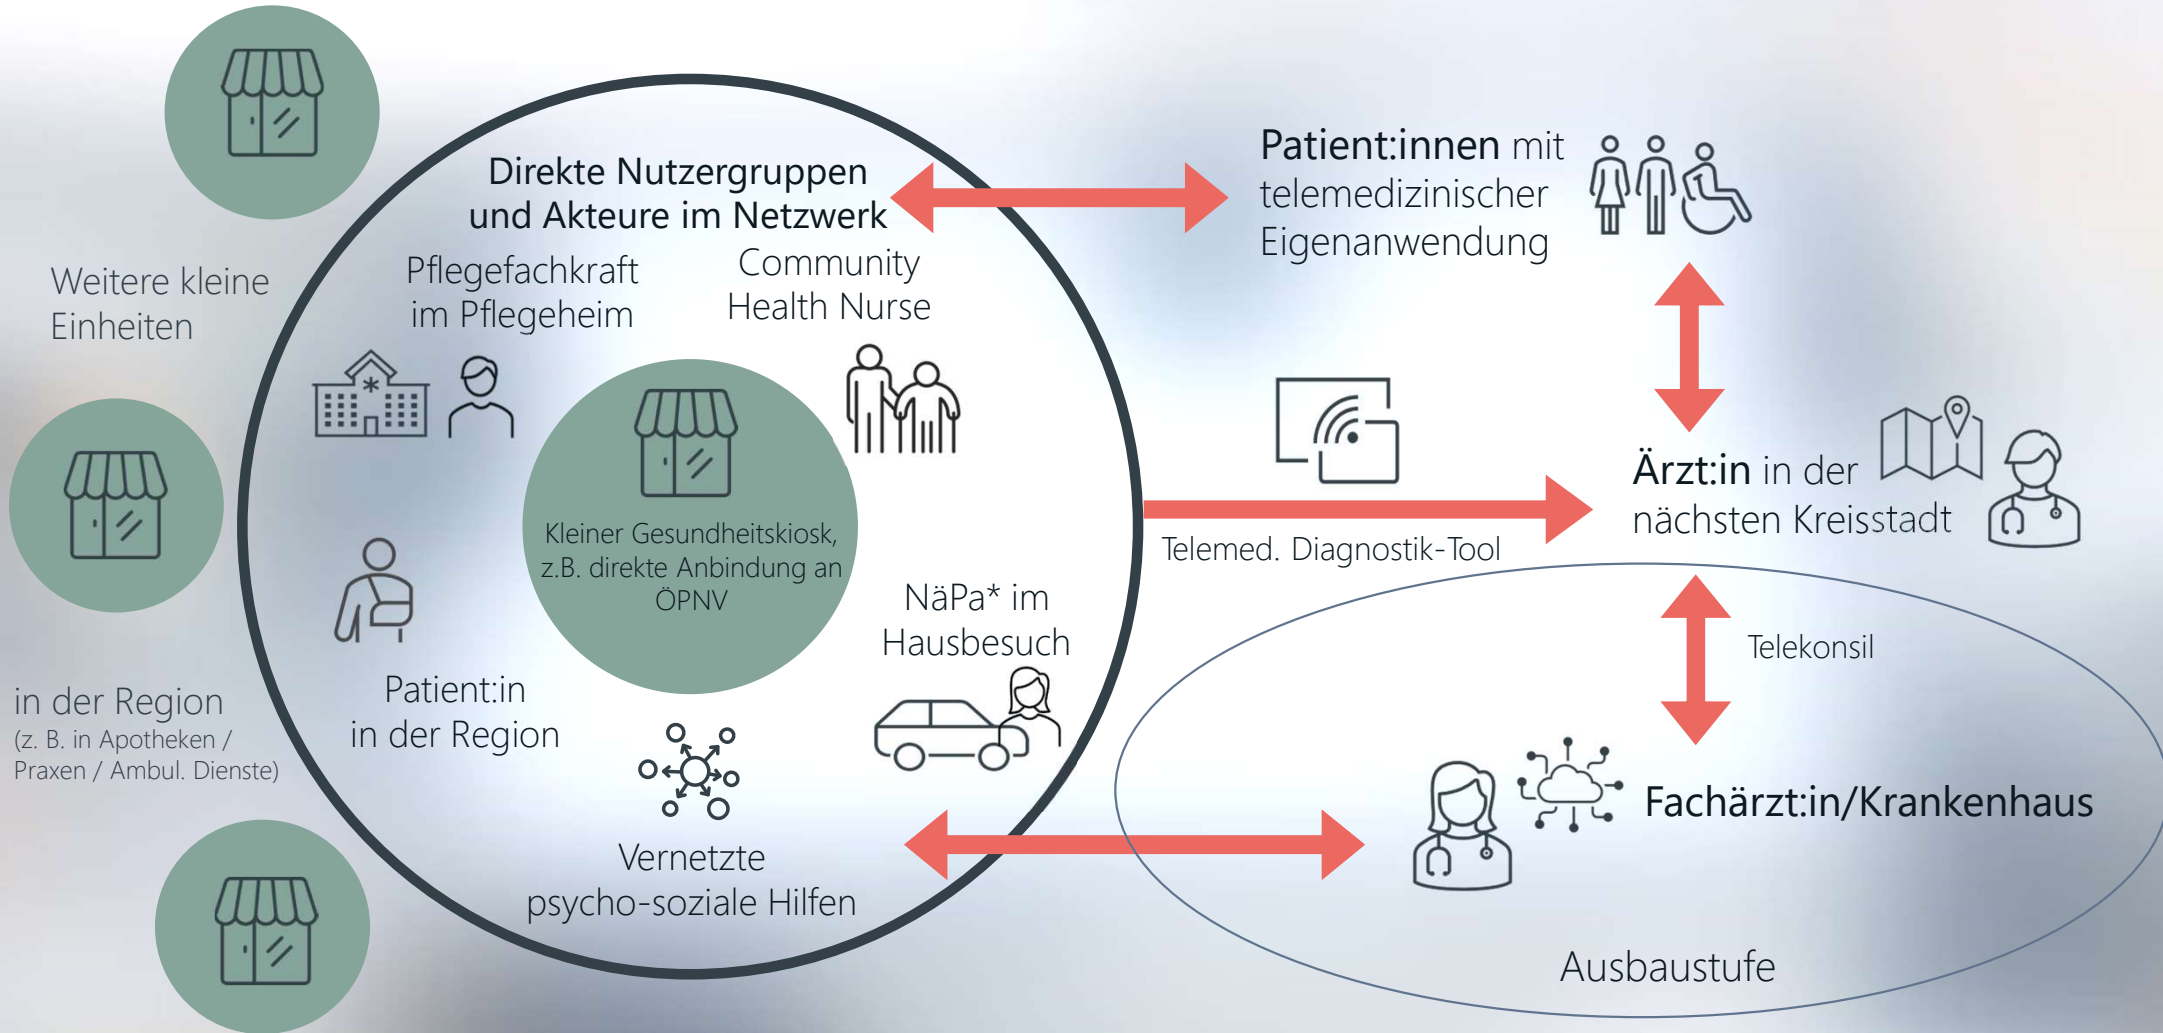 Direkte Nutzergruppen
und Akteure im Netzwerk
Pflegefachkraft
im Pflegeheim
Community
Health Nurse
Weitere kleine
Einheiten
in der Region
(z. B. in Apotheken /
Praxen / Ambul. Dienste)
Kleiner Gesundheitskiosk,
z.B. direkte Anbindung an
ÖPNV
Patient:in
in der Region
NäPa* im
Hausbesuch
Vernetzte
psycho-soziale Hilfen
Patient:innen mit
telemedizinischer
Eigenanwendung
Telemed. Diagnostik-Tool
Ärzt:in in der
nächsten Kreisstadt
Telekonsil
Fachärzt:in/Krankenhaus
Ausbaustufe